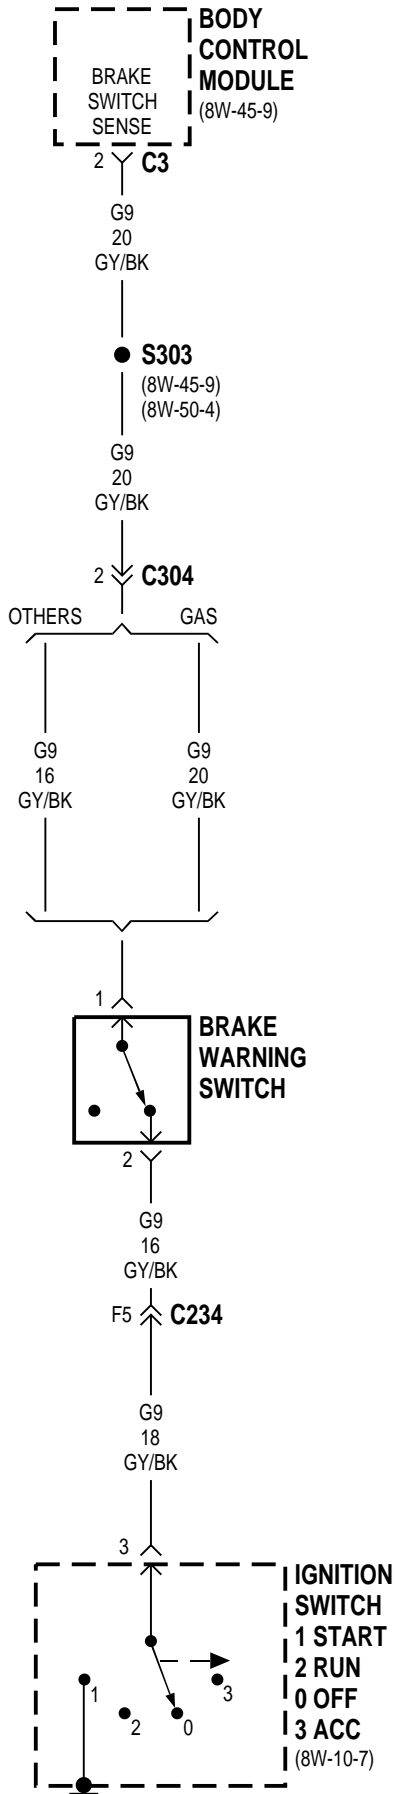 BODY
CONTROL
MODULE
(8W-45-9)
BRAKE
SWITCH
SENSE
2 C3
G9
20
GY/BK
S303
(8W-45-9)
(8W-50-4)
G9
20
GY/BK
2 C304
OTHERS GAS
G9 G9
16 20
GY/BK GY/BK
1
BRAKE
WARNING
SWITCH
2
G9
16
GY/BK
F5 C234
G9
18
GY/BK
3
IGNITION
SWITCH
1 START
2 RUN
0 OFF
3 ACC
(8W-10-7)
1 2 0 3